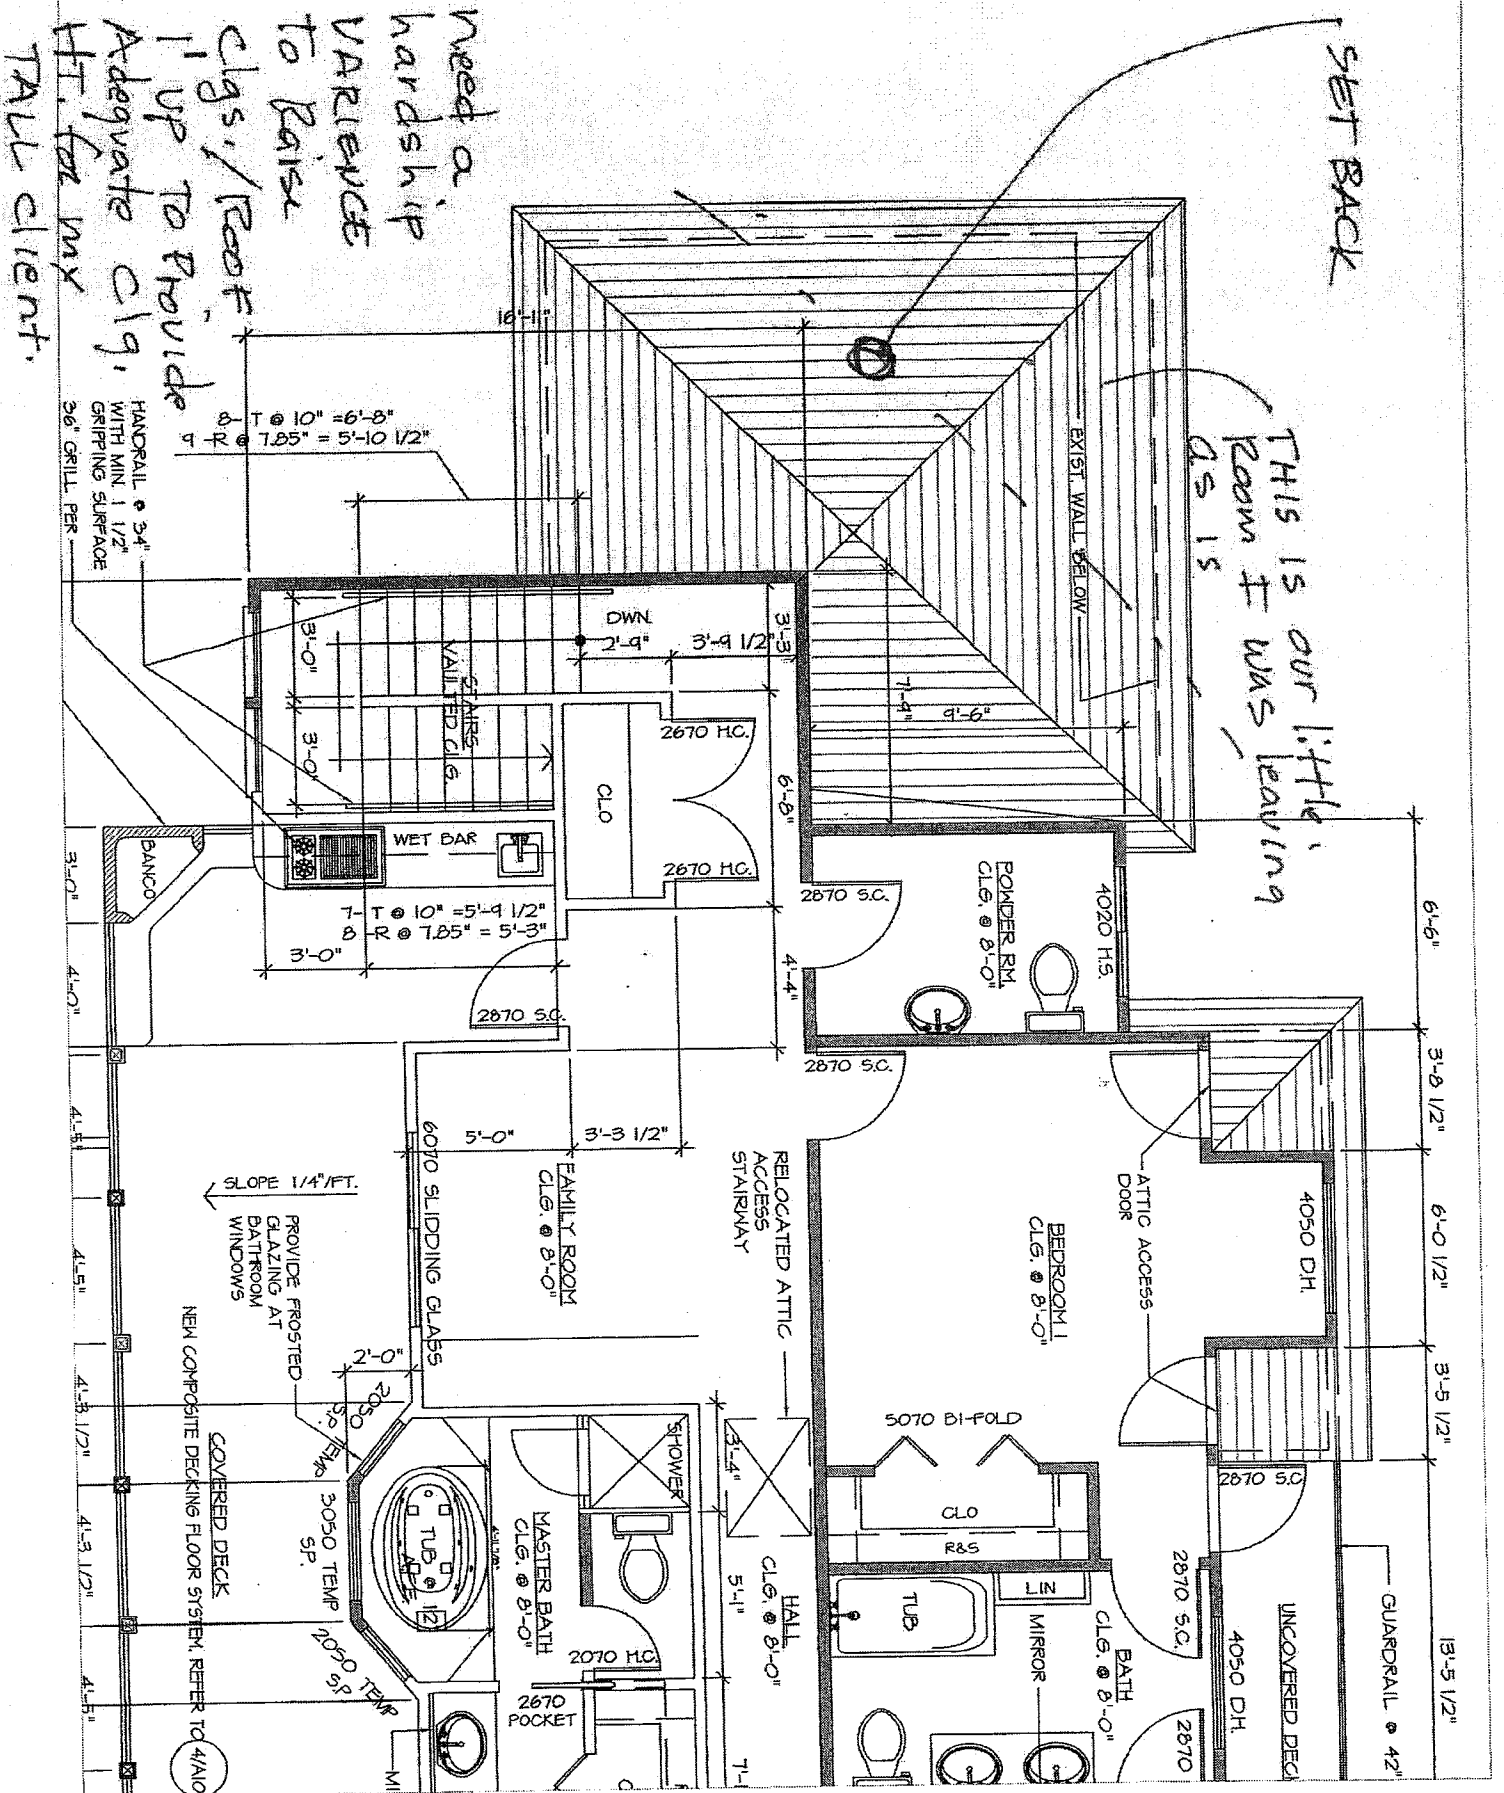 SET BACK
THIS IS our little
Room I was leaving
as is
need a
hardship
VARIENCE
to Raise
Clgs./ROOF
1' UP TO Provide
Adequate Clg.
HT. for my
TALL client.
16'-1"
8- T @ 10" =6'-8"
9 -R @ 7.85" = 5'-10 1/2"
HANDRAIL @ 34"
WITH MIN. 1 1/2"
GRIPPING SURFACE
36" GRILL PER
EXIST. WALL BELOW
DWN.
2'-9"
3'-9 1/2"
3'-3"
7'-9"
9'-6"
3'-0"
3'-0"
STAIRS
VAULTED CLG
2670 H.C.
CLO
6'-8"
2670 H.C.
WET BAR
BANCO
7- T @ 10" =5'-9 1/2"
8 -R @ 7.85" = 5'-3"
3'-0"
2870 S.C.
4'-4"
2870 S.C.
POWDER RM.
CLG. @ 8'-0"
4020 H.S.
6'-6"
3'-8 1/2"
6'-0 1/2"
3'-5 1/2"
13'-5 1/2"
3'-0"
4'-0"
4'-5"
4'-5"
4'-3 1/2"
4'-3 1/2"
4'-5"
2870 S.C.
5'-0"
3'-3 1/2"
6070 SLIDDING GLASS
FAMILY ROOM
CLG. @ 8'-0"
RELOCATED ATTIC
ACCESS
STAIRWAY
BEDROOM 1
CLG. @ 8'-0"
ATTIC ACCESS
DOOR
4050 D.H.
SLOPE 1/4"/FT.
PROVIDE FROSTED
GLAZING AT
BATHROOM
WINDOWS
2'-0"
2050
S.P. TEMP
3050 TEMP
S.P.
2050 TEMP
S.P
NEW COMPOSITE DECKING FLOOR SYSTEM. REFER TO 4/A10
COVERED DECK
SHOWER
3'-4"
5'-1"
7'-1
TUB @ 12
MASTER BATH
CLG. @ 8'-0"
2070 H.C.
2670
POCKET
HALL
CLG. @ 8'-0"
5070 BI-FOLD
CLO
R&S
2870 S.C
2870 S.C.
LIN
TUB
MIRROR
BATH
CLG. @ 8'-0"
2870
4050 D.H.
UNCOVERED DECK
GUARDRAIL @ 42"
MI